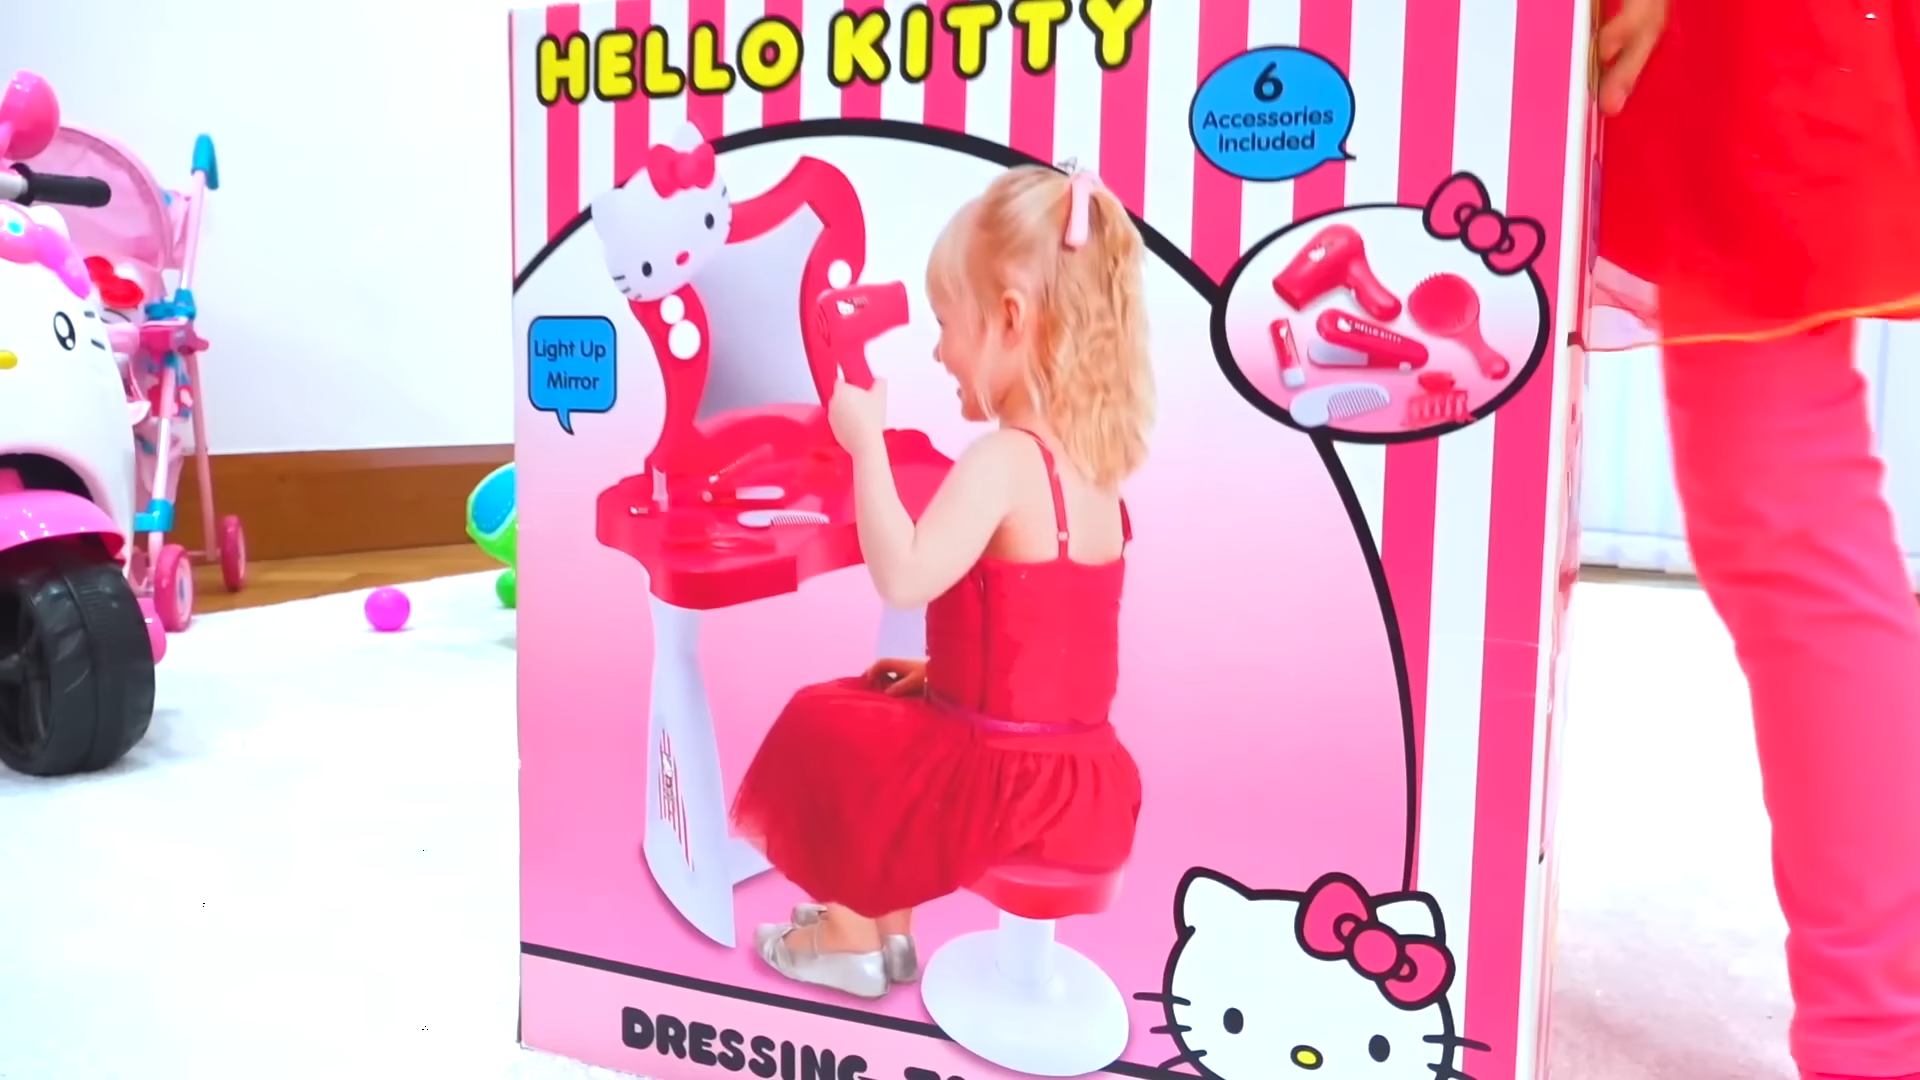 HELLO KITTY
6
Accessories
Included
Light Up
Mirror
HELLO KITTY
DRESSING